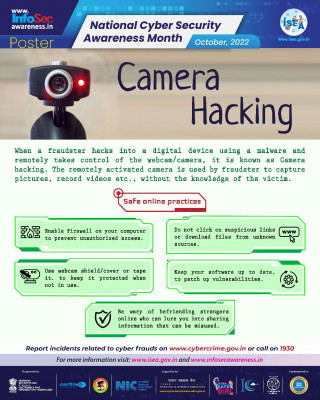 www.
InfoSec
awareness.in
Poster
National Cyber Security
Awareness Month
October, 2022
ISEA
www.isea.gov.in
Camera
Hacking
When a fraudster hacks into a digital device using a malware and
remotely takes control of the webcam/camera, it is known as Camera
hacking. The remotely activated camera is used by fraudster to capture
pictures, record videos etc., without the knowledge of the victim.
Safe online practices
Enable firewall on your computer
to prevent unauthorized access.
Do not click on suspicious links
or download files from unknown
sources.
WWW
Use webcam shield/cover or tape
it, to keep it protected when
not in use.
Keep your software up to date,
to patch up vulnerabilities.
Be wary of befriending strangers
online who can lure you into sharing
information that can be misused.
Report incidents related to cyber frauds on www.cybercrime.gov.in or call on 1930
For more information visit: www.isea.gov.in and www.infosecawareness.in
NIC